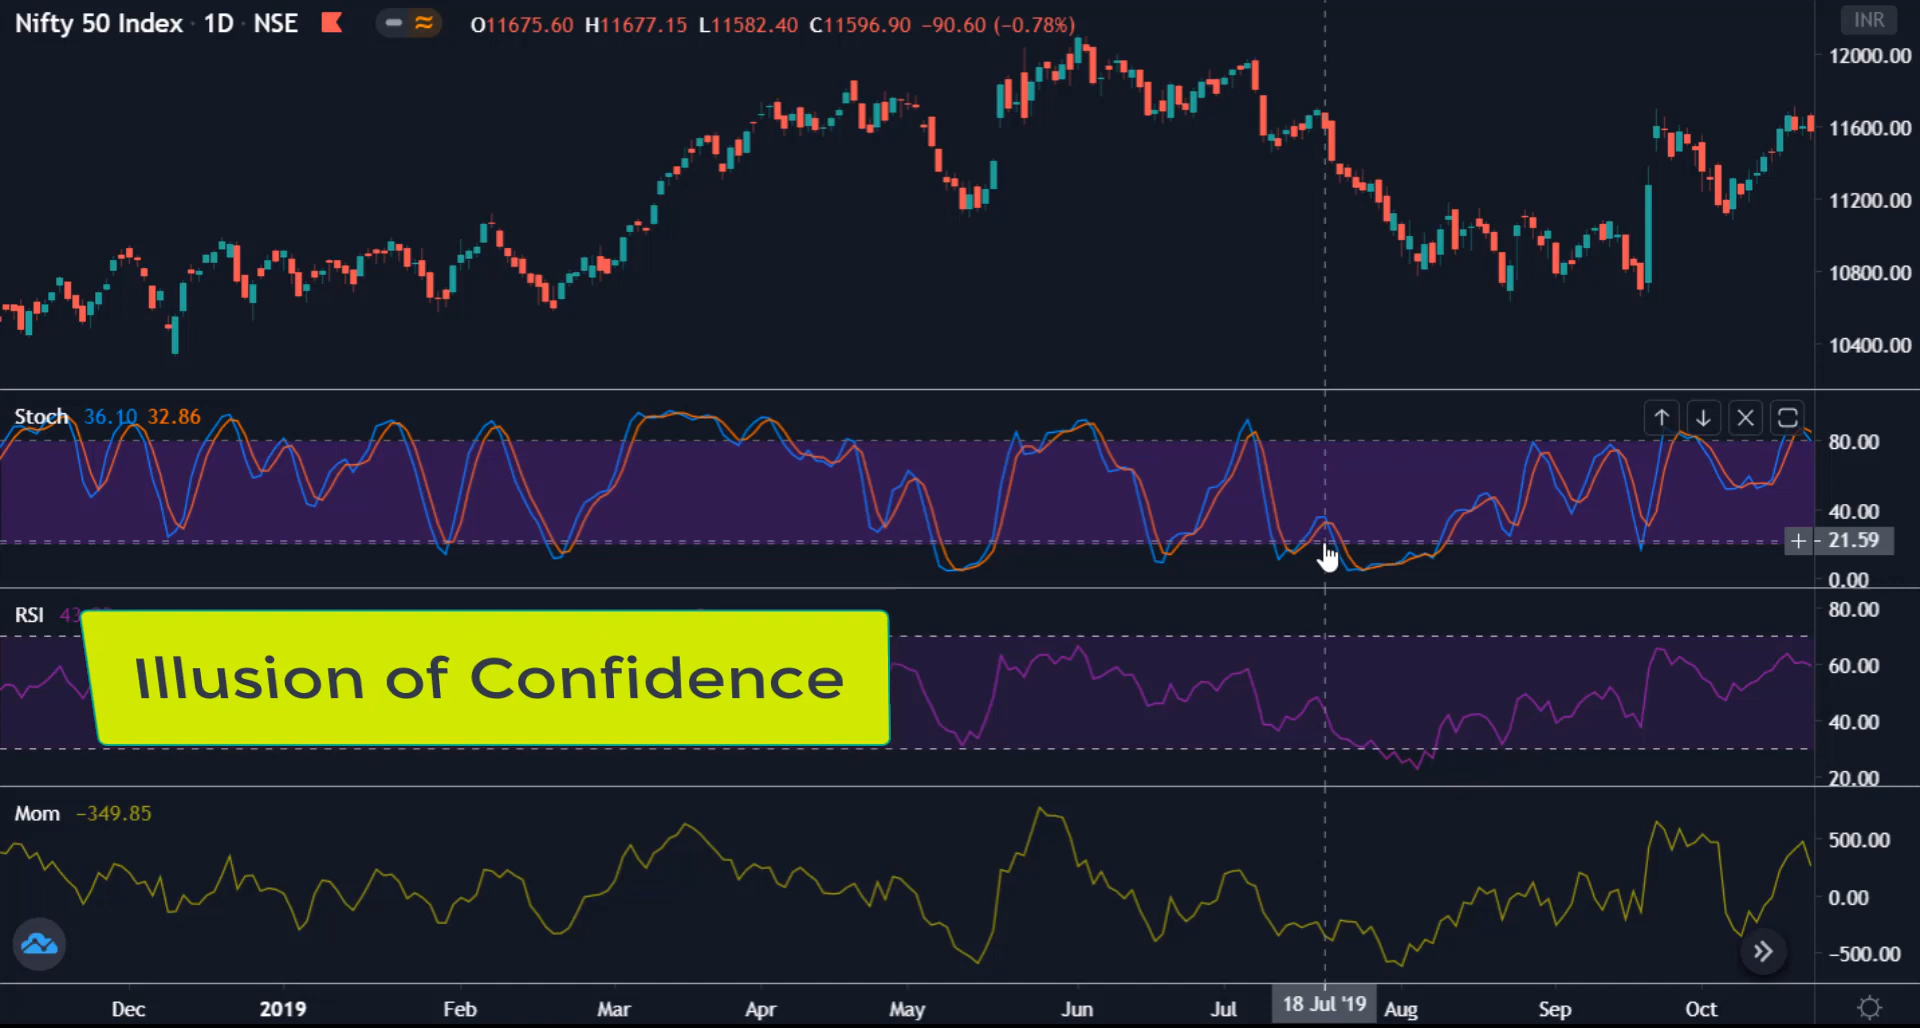 Nifty 50 Index · 1D · NSE
O11675.60 H11677.15 L11582.40 C11596.90 −90.60 (−0.78%)
INR
12000.00
11600.00
11200.00
10800.00
10400.00
Stoch 36.10 32.86
80.00
40.00
21.59
0.00
RSI 43
80.00
60.00
40.00
20.00
Illusion of Confidence
Mom −349.85
500.00
0.00
−500.00
Dec 2019 Feb Mar Apr May Jun Jul 18 Jul '19 Aug Sep Oct